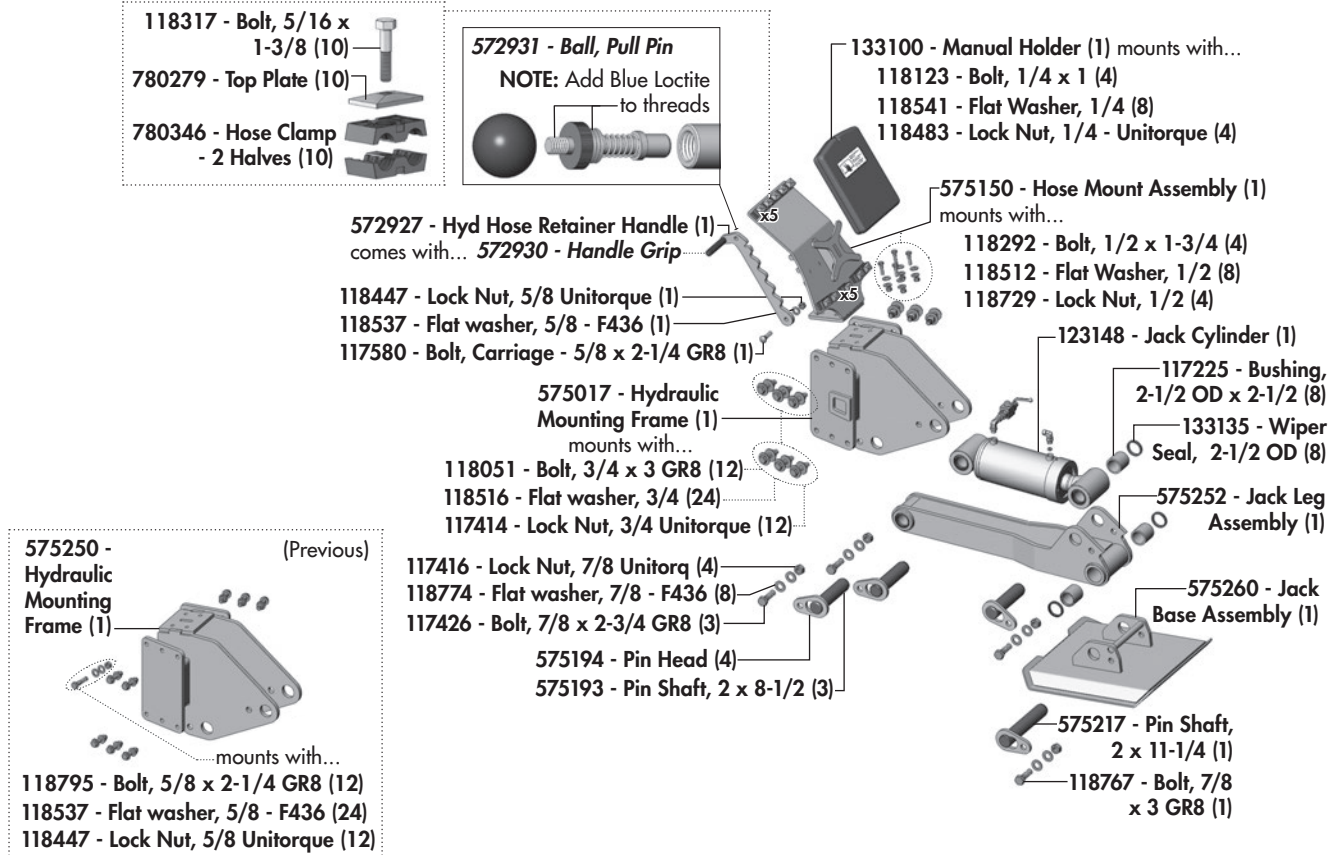 118317 - Bolt, 5/16 x
1-3/8 (10)
780279 - Top Plate (10)
780346 - Hose Clamp
- 2 Halves (10)
572931 - Ball, Pull Pin
NOTE: Add Blue Loctite
to threads
133100 - Manual Holder (1) mounts with...
118123 - Bolt, 1/4 x 1 (4)
118541 - Flat Washer, 1/4 (8)
118483 - Lock Nut, 1/4 - Unitorque (4)
575150 - Hose Mount Assembly (1)
mounts with...
118292 - Bolt, 1/2 x 1-3/4 (4)
118512 - Flat Washer, 1/2 (8)
118729 - Lock Nut, 1/2 (4)
x5
x5
572927 - Hyd Hose Retainer Handle (1)
comes with... 572930 - Handle Grip
118447 - Lock Nut, 5/8 Unitorque (1)
118537 - Flat washer, 5/8 - F436 (1)
117580 - Bolt, Carriage - 5/8 x 2-1/4 GR8 (1)
575017 - Hydraulic
Mounting Frame (1)
mounts with...
118051 - Bolt, 3/4 x 3 GR8 (12)
118516 - Flat washer, 3/4 (24)
117414 - Lock Nut, 3/4 Unitorque (12)
123148 - Jack Cylinder (1)
117225 - Bushing,
2-1/2 OD x 2-1/2 (8)
133135 - Wiper
Seal, 2-1/2 OD (8)
575252 - Jack Leg
Assembly (1)
117416 - Lock Nut, 7/8 Unitorq (4)
118774 - Flat washer, 7/8 - F436 (8)
117426 - Bolt, 7/8 x 2-3/4 GR8 (3)
575194 - Pin Head (4)
575193 - Pin Shaft, 2 x 8-1/2 (3)
575260 - Jack
Base Assembly (1)
575217 - Pin Shaft,
2 x 11-1/4 (1)
118767 - Bolt, 7/8
x 3 GR8 (1)
575250 - (Previous)
Hydraulic
Mounting
Frame (1)
mounts with...
118795 - Bolt, 5/8 x 2-1/4 GR8 (12)
118537 - Flat washer, 5/8 - F436 (24)
118447 - Lock Nut, 5/8 Unitorque (12)